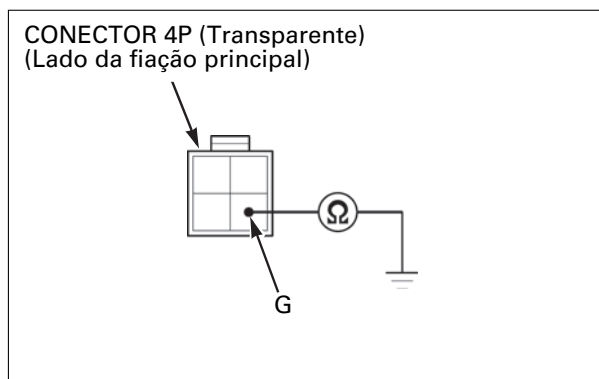 CONECTOR 4P (Transparente)
(Lado da fiação principal)
Ω
G